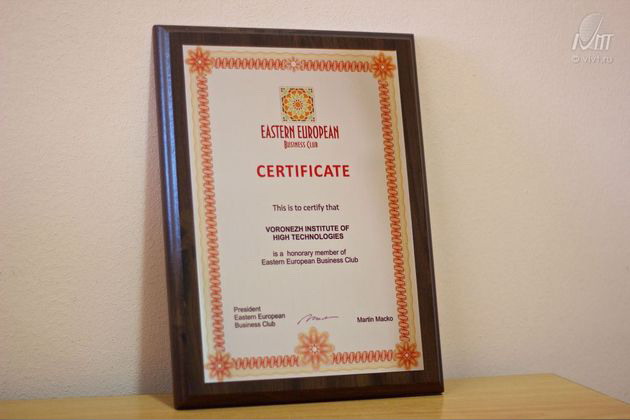 EASTERN EUROPEAN
BUSINESS CLUB
CERTIFICATE
This is to certify that
VORONEZH INSTITUTE OF
HIGH TECHNOLOGIES
is a honorary member of
Eastern European Business Club
President
Eastern European
Business Club
Martin Macko
© vivt.ru